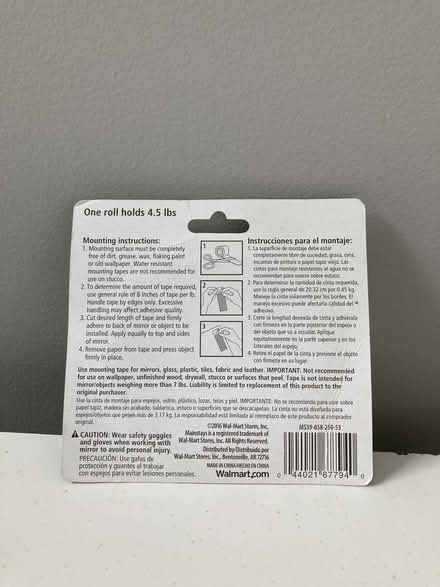 One roll holds 4.5 lbs
Mounting instructions:
1. Mounting surface must be completely
free of dirt, grease, wax, flaking paint
or old wallpaper. Water resistant
mounting tapes are not recommended for
use on stucco.
2. To determine the amount of tape required,
use general rule of 8 inches of tape per lb.
Handle tape by edges only. Excessive
handling may affect adhesive quality.
3. Cut desired length of tape and firmly
adhere to back of mirror or object to be
installed. Apply equally to top and sides
of mirror.
4. Remove paper from tape and press object
firmly in place.
1
2
3
Instrucciones para el montaje:
1. La superficie de montaje debe estar
completamente libre de suciedad, grasa, cera,
escamas de pintura o papel tapiz viejo. Las
cintas para montaje resistentes al agua no se
recomiendan para usarse sobre estuco.
2. Para determinar la cantidad de cinta requerida,
use la regla general de 20.32 cm por 0.45 kg.
Maneje la cinta solamente por los bordes. El
manejo excesivo puede afectar calidad del
adhesivo.
3. Corte la longitud deseada de cinta y adhiérala
con firmeza en la parte posterior del espejo o
del objeto que va a instalar. Aplique
equitativamente en la parte superior y en los
laterales del espejo.
4. Retire el papel de la cinta y presione el objeto
con firmeza en su lugar.
Use mounting tape for mirrors, glass, plastic, tiles, fabric and leather. IMPORTANT: Not recommended
for use on wallpaper, unfinished wood, drywall, stucco or surfaces that peel. Tape is not intended for
mirror/objects weighing more than 7 lbs. Liability is limited to replacement of this product to the
original purchaser.
Use la cinta de montaje para espejos, vidrio, plástico, lozas, telas y piel. IMPORTANTE: No se recomienda para usarse sobre
papel tapiz, madera sin acabado, tablarroca, estuco o superficies que se descarapelan. La cinta no está diseñada para
espejos/objetos que pesen más de 3,17 kg. La responsabilidad está limitada al reemplazo de este producto al comprador
original.
CAUTION: Wear safety goggles
and gloves when working with
mirror to avoid personal injury.
PRECAUCIÓN: Use gafas de
protección y guantes al trabajar
con espejos para evitar lesiones personales.
©2016 Wal-Mart Stores, Inc.
Mainstays is a registered trademark of
Wal-Mart Stores, Inc. All Rights Reserved.
Distributed by/Distribuido por
Wal-Mart Stores, Inc., Bentonville, AR 72716
MADE IN CHINA/HECHO EN CHINA
Walmart.com
MS39-058-250-53
0 44021 67794 0